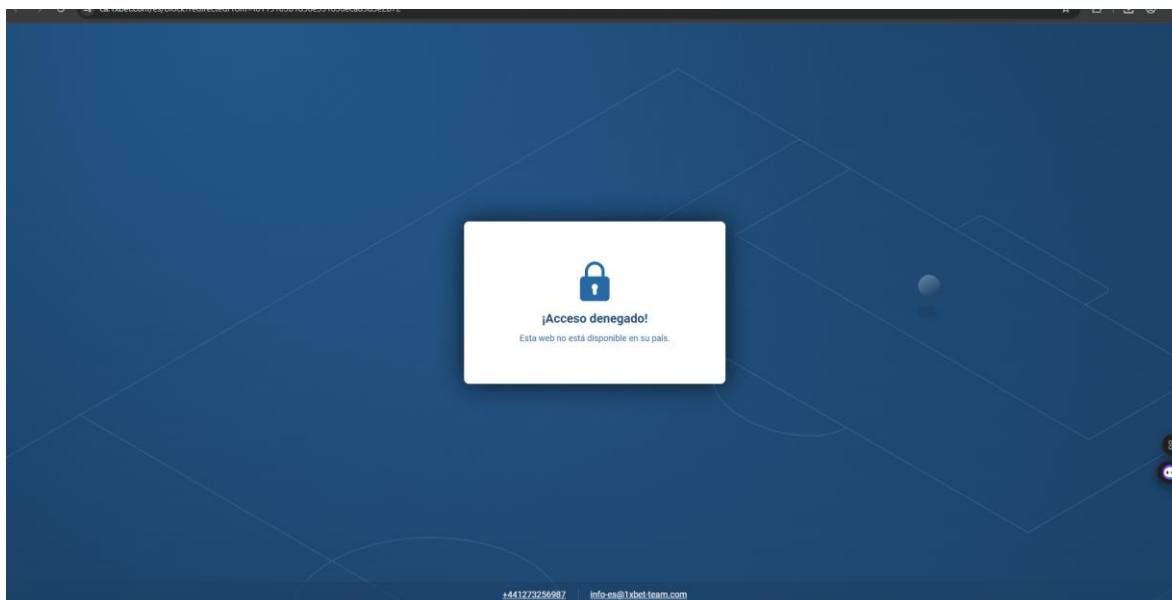 ¡Acceso denegado!
Esta web no está disponible en su país.
+441273256987
info-es@1xbet-team.com